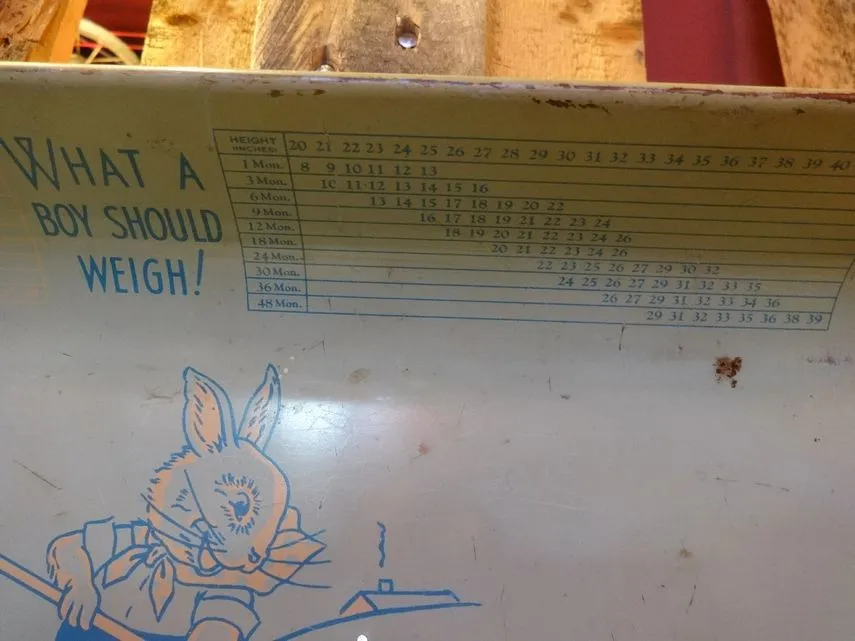 WHAT A
BOY SHOULD
WEIGH!
HEIGHT (INCHES) 20 21 22 23 24 25 26 27 28 29 30 31 32 33 34 35 36 37 38 39 40
1 Mon. 8 9 10 11 12 13
3 Mon. 10 11 12 13 14 15 16
6 Mon. 13 14 15 17 18 19 20 22
9 Mon. 16 17 18 19 21 22 23 24
12 Mon. 18 19 20 21 22 23 24 26
18 Mon. 20 21 22 23 24 26
24 Mon. 22 23 25 26 27 29 30 32
30 Mon. 24 25 26 27 29 31 32 33 35
36 Mon. 26 27 29 31 32 33 34 36
48 Mon. 29 31 32 33 35 36 38 39